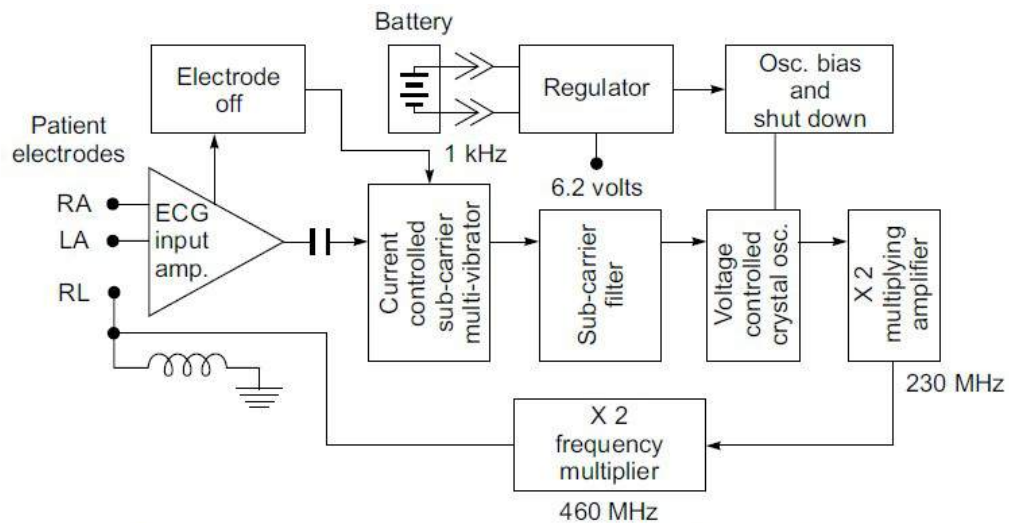 Battery
Electrode
off
Regulator
Osc. bias
and
shut down
Patient
electrodes
1 kHz
6.2 volts
RA
LA
RL
ECG
input
amp.
Current
controlled
sub-carrier
multi-vibrator
Sub-carrier
filter
Voltage
controlled
crystal osc.
X 2
multiplying
amplifier
230 MHz
X 2
frequency
multiplier
460 MHz